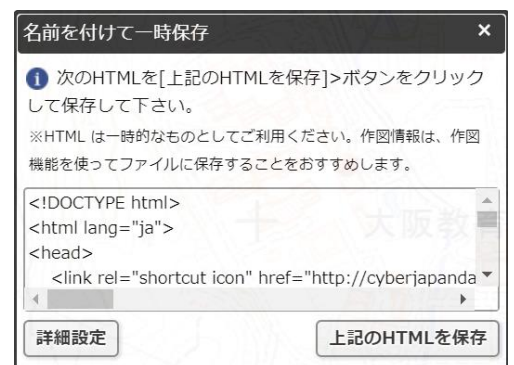 名前を付けて一時保存 ×
次のHTMLを[上記のHTMLを保存]>ボタンをクリック
して保存して下さい。
※HTML は一時的なものとしてご利用ください。作図情報は、作図
機能を使ってファイルに保存することをおすすめします。
<!DOCTYPE html>
<html lang="ja">
<head>
<link rel="shortcut icon" href="http://cyberjapanda
大阪教育
詳細設定 上記のHTMLを保存